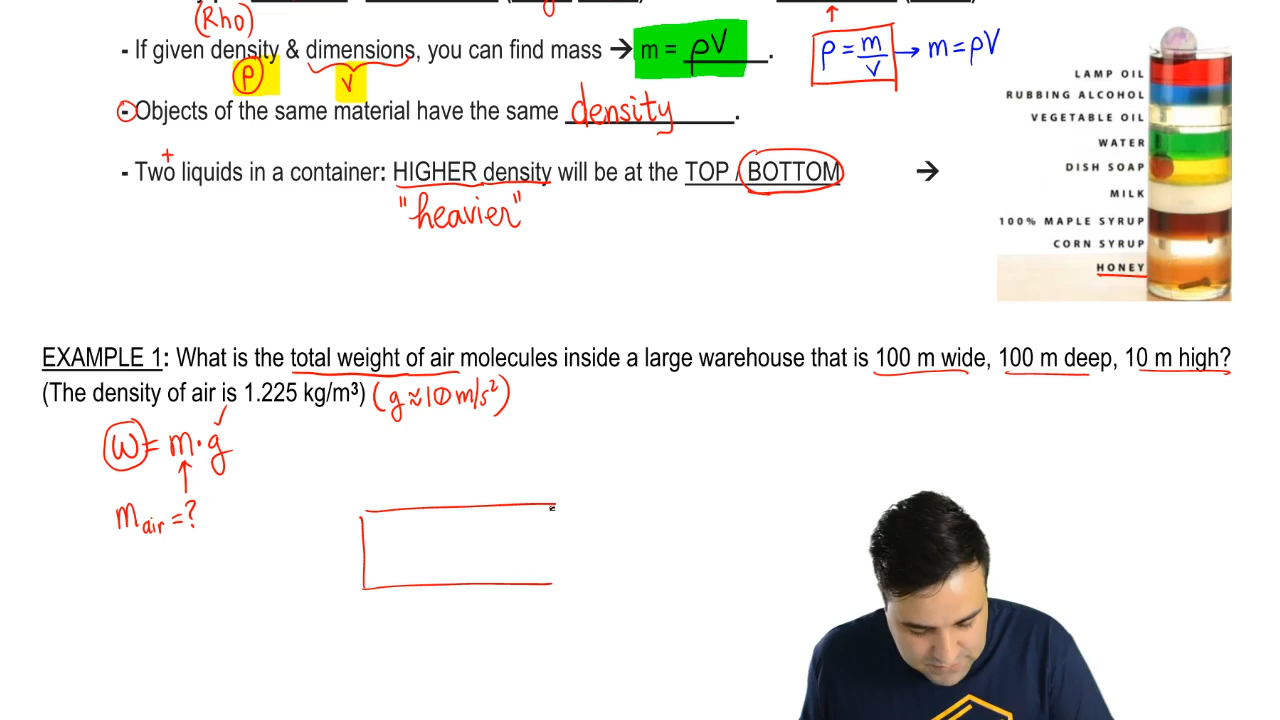 (Rho)
- If given density & dimensions, you can find mass → m = ρV.
ρ V
ρ = m/V → m = ρV
- Objects of the same material have the same density.
+
- Two liquids in a container: HIGHER density will be at the TOP / BOTTOM →
"heavier"
LAMP OIL
RUBBING ALCOHOL
VEGETABLE OIL
WATER
DISH SOAP
MILK
100% MAPLE SYRUP
CORN SYRUP
HONEY
EXAMPLE 1: What is the total weight of air molecules inside a large warehouse that is 100 m wide, 100 m deep, 10 m high?
(The density of air is 1.225 kg/m³) (g ≈ 10 m/s²)
W = m · g
m air = ?